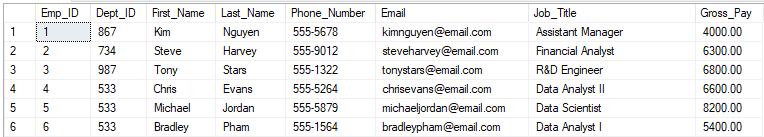 Emp_ID Dept_ID First_Name Last_Name Phone_Number Email Job_Title Gross_Pay
1 1 867 Kim Nguyen 555-5678 kimnguyen@email.com Assistant Manager 4000.00
2 2 734 Steve Harvey 555-9012 steveharvey@email.com Financial Analyst 6300.00
3 3 987 Tony Stars 555-1322 tonystars@email.com R&D Engineer 6800.00
4 4 533 Chris Evans 555-5264 chrisevans@email.com Data Analyst II 6600.00
5 5 533 Michael Jordan 555-5879 michaeljordan@email.com Data Scientist 8200.00
6 6 533 Bradley Pham 555-1564 bradleypham@email.com Data Analyst I 5400.00